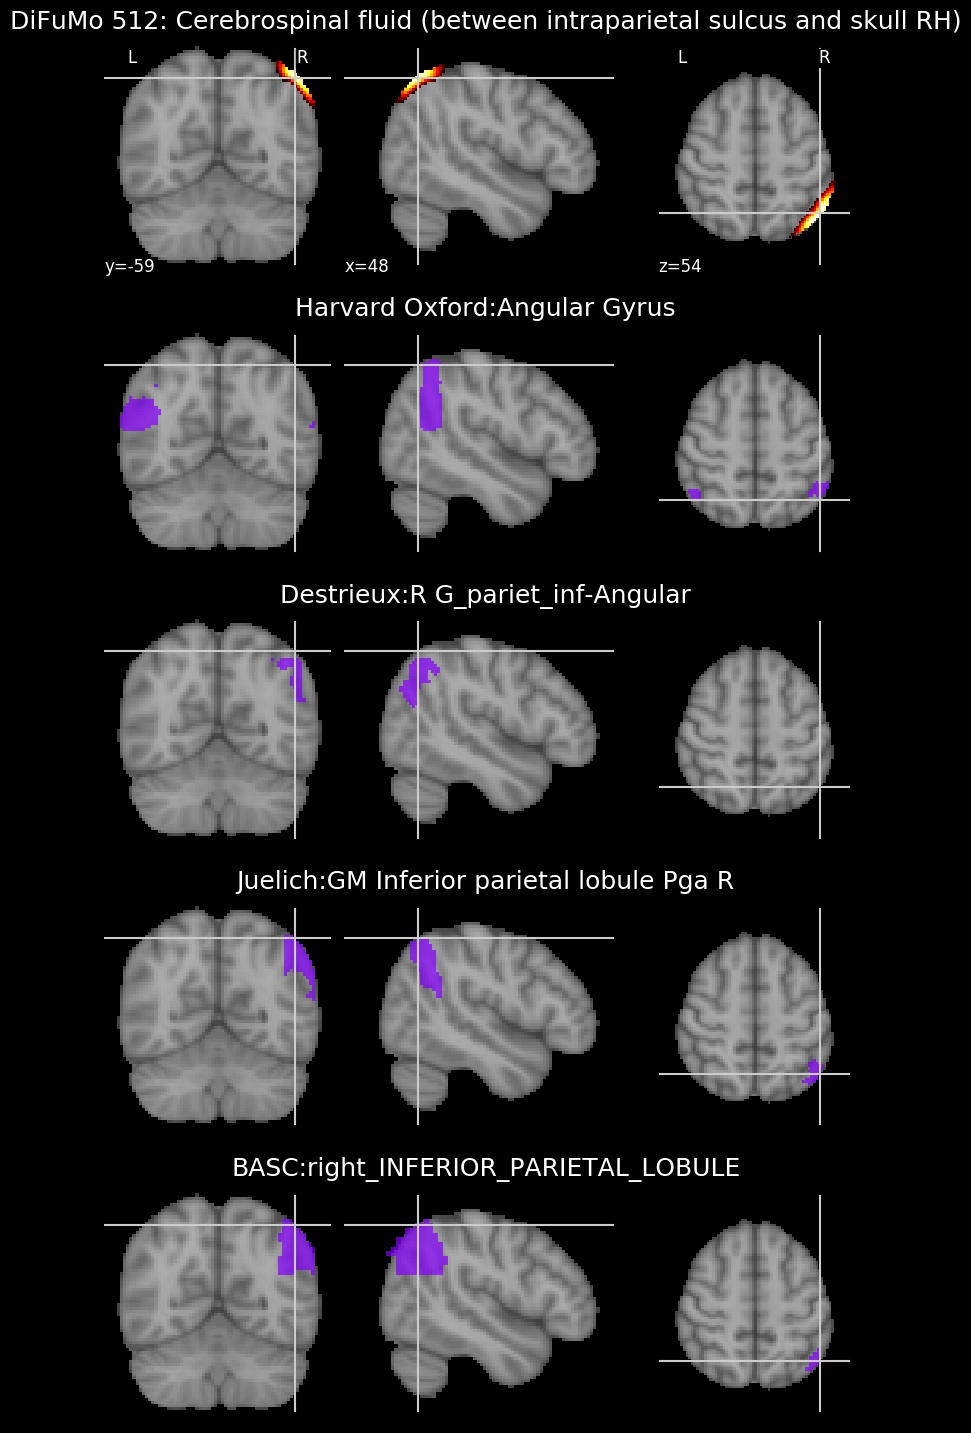 DiFuMo 512: Cerebrospinal fluid (between intraparietal sulcus and skull RH)
L R L R
y=-59 x=48 z=54
Harvard Oxford:Angular Gyrus
Destrieux:R G_pariet_inf-Angular
Juelich:GM Inferior parietal lobule Pga R
BASC:right_INFERIOR_PARIETAL_LOBULE